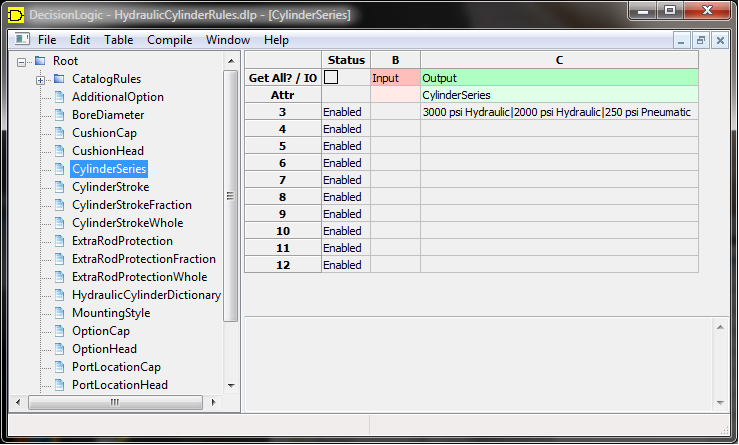 DecisionLogic - HydraulicCylinderRules.dlp - [CylinderSeries]
File Edit Table Compile Window Help
Root
CatalogRules
AdditionalOption
BoreDiameter
CushionCap
CushionHead
CylinderSeries
CylinderStroke
CylinderStrokeFraction
CylinderStrokeWhole
ExtraRodProtection
ExtraRodProtectionFraction
ExtraRodProtectionWhole
HydraulicCylinderDictionary
MountingStyle
OptionCap
OptionHead
PortLocationCap
PortLocationHead
Status B C
Get All? / IO Input Output
Attr CylinderSeries
3 Enabled 3000 psi Hydraulic|2000 psi Hydraulic|250 psi Pneumatic
4 Enabled
5 Enabled
6 Enabled
7 Enabled
8 Enabled
9 Enabled
10 Enabled
11 Enabled
12 Enabled